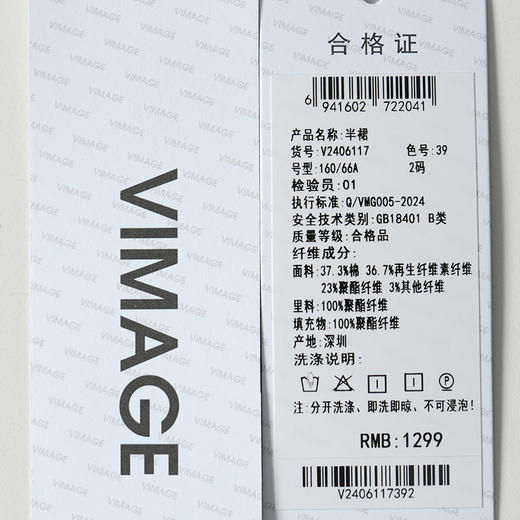 VIMAGE
合格证
6 941602 722041
产品名称:半裙
货号:V2406117 色号:39
号型:160/66A 2码
检验员:01
执行标准:Q/VMG005-2024
安全技术类别:GB18401 B类
质量等级:合格品
纤维成分:
面料:37.3%棉 36.7%再生纤维素纤维
23%聚酯纤维 3%其他纤维
里料:100%聚酯纤维
填充物:100%聚酯纤维
产地:深圳
洗涤说明:
注:分开洗涤、即洗即晾、不可浸泡!
RMB:1299
V2406117392